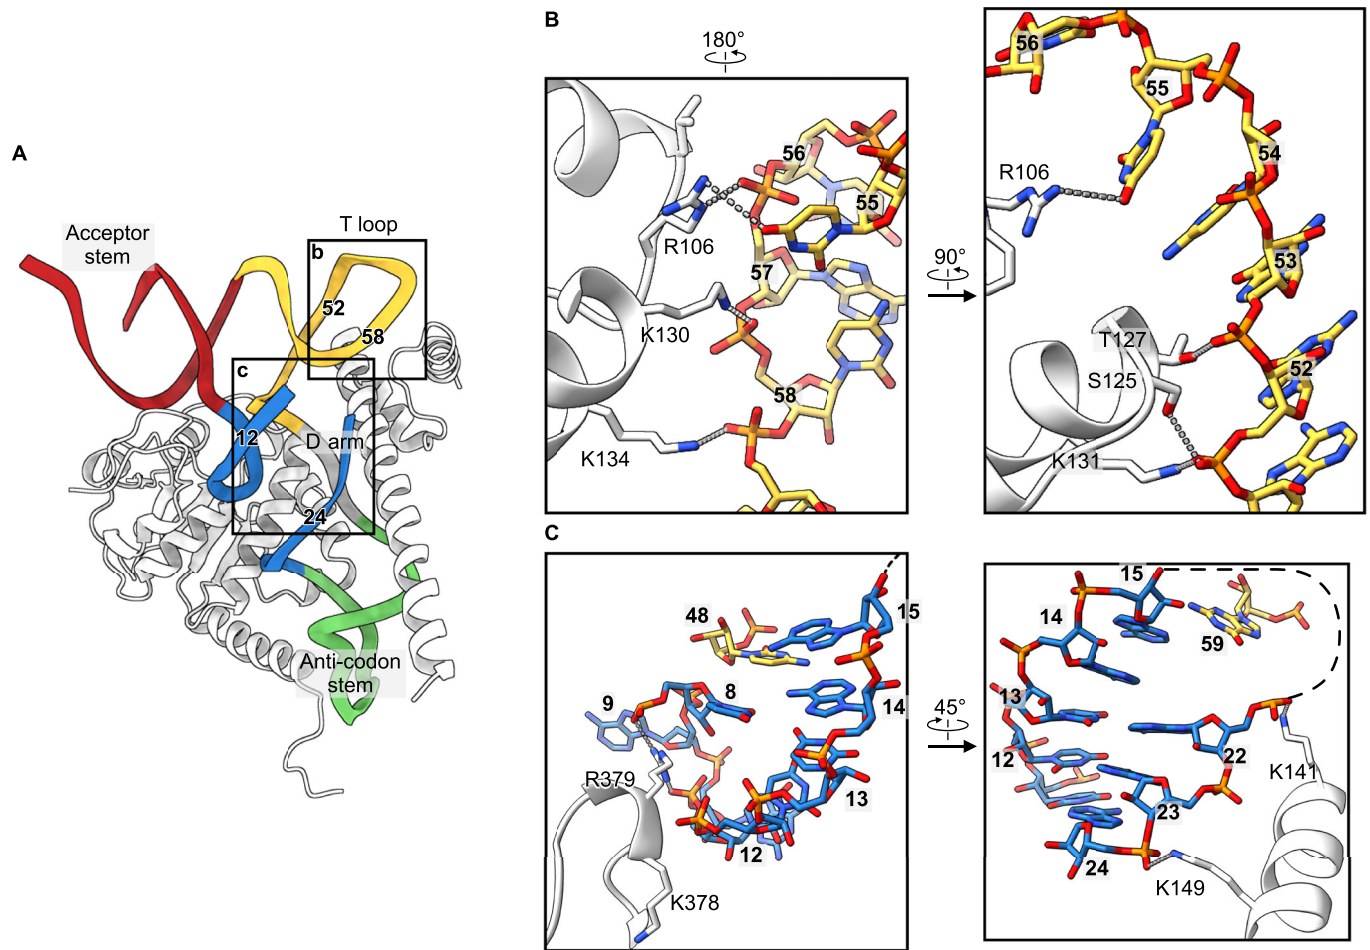 A
Acceptor
stem
T loop
b
52
58
c
12
D arm
24
Anti-codon
stem
B
180°
56
55
R106
57
K130
58
K134
90°
56
55
R106
54
53
T127
S125
52
K131
C
15
48
8
9
14
R379
13
12
K378
45°
15
14
59
13
12
22
K141
23
24
K149